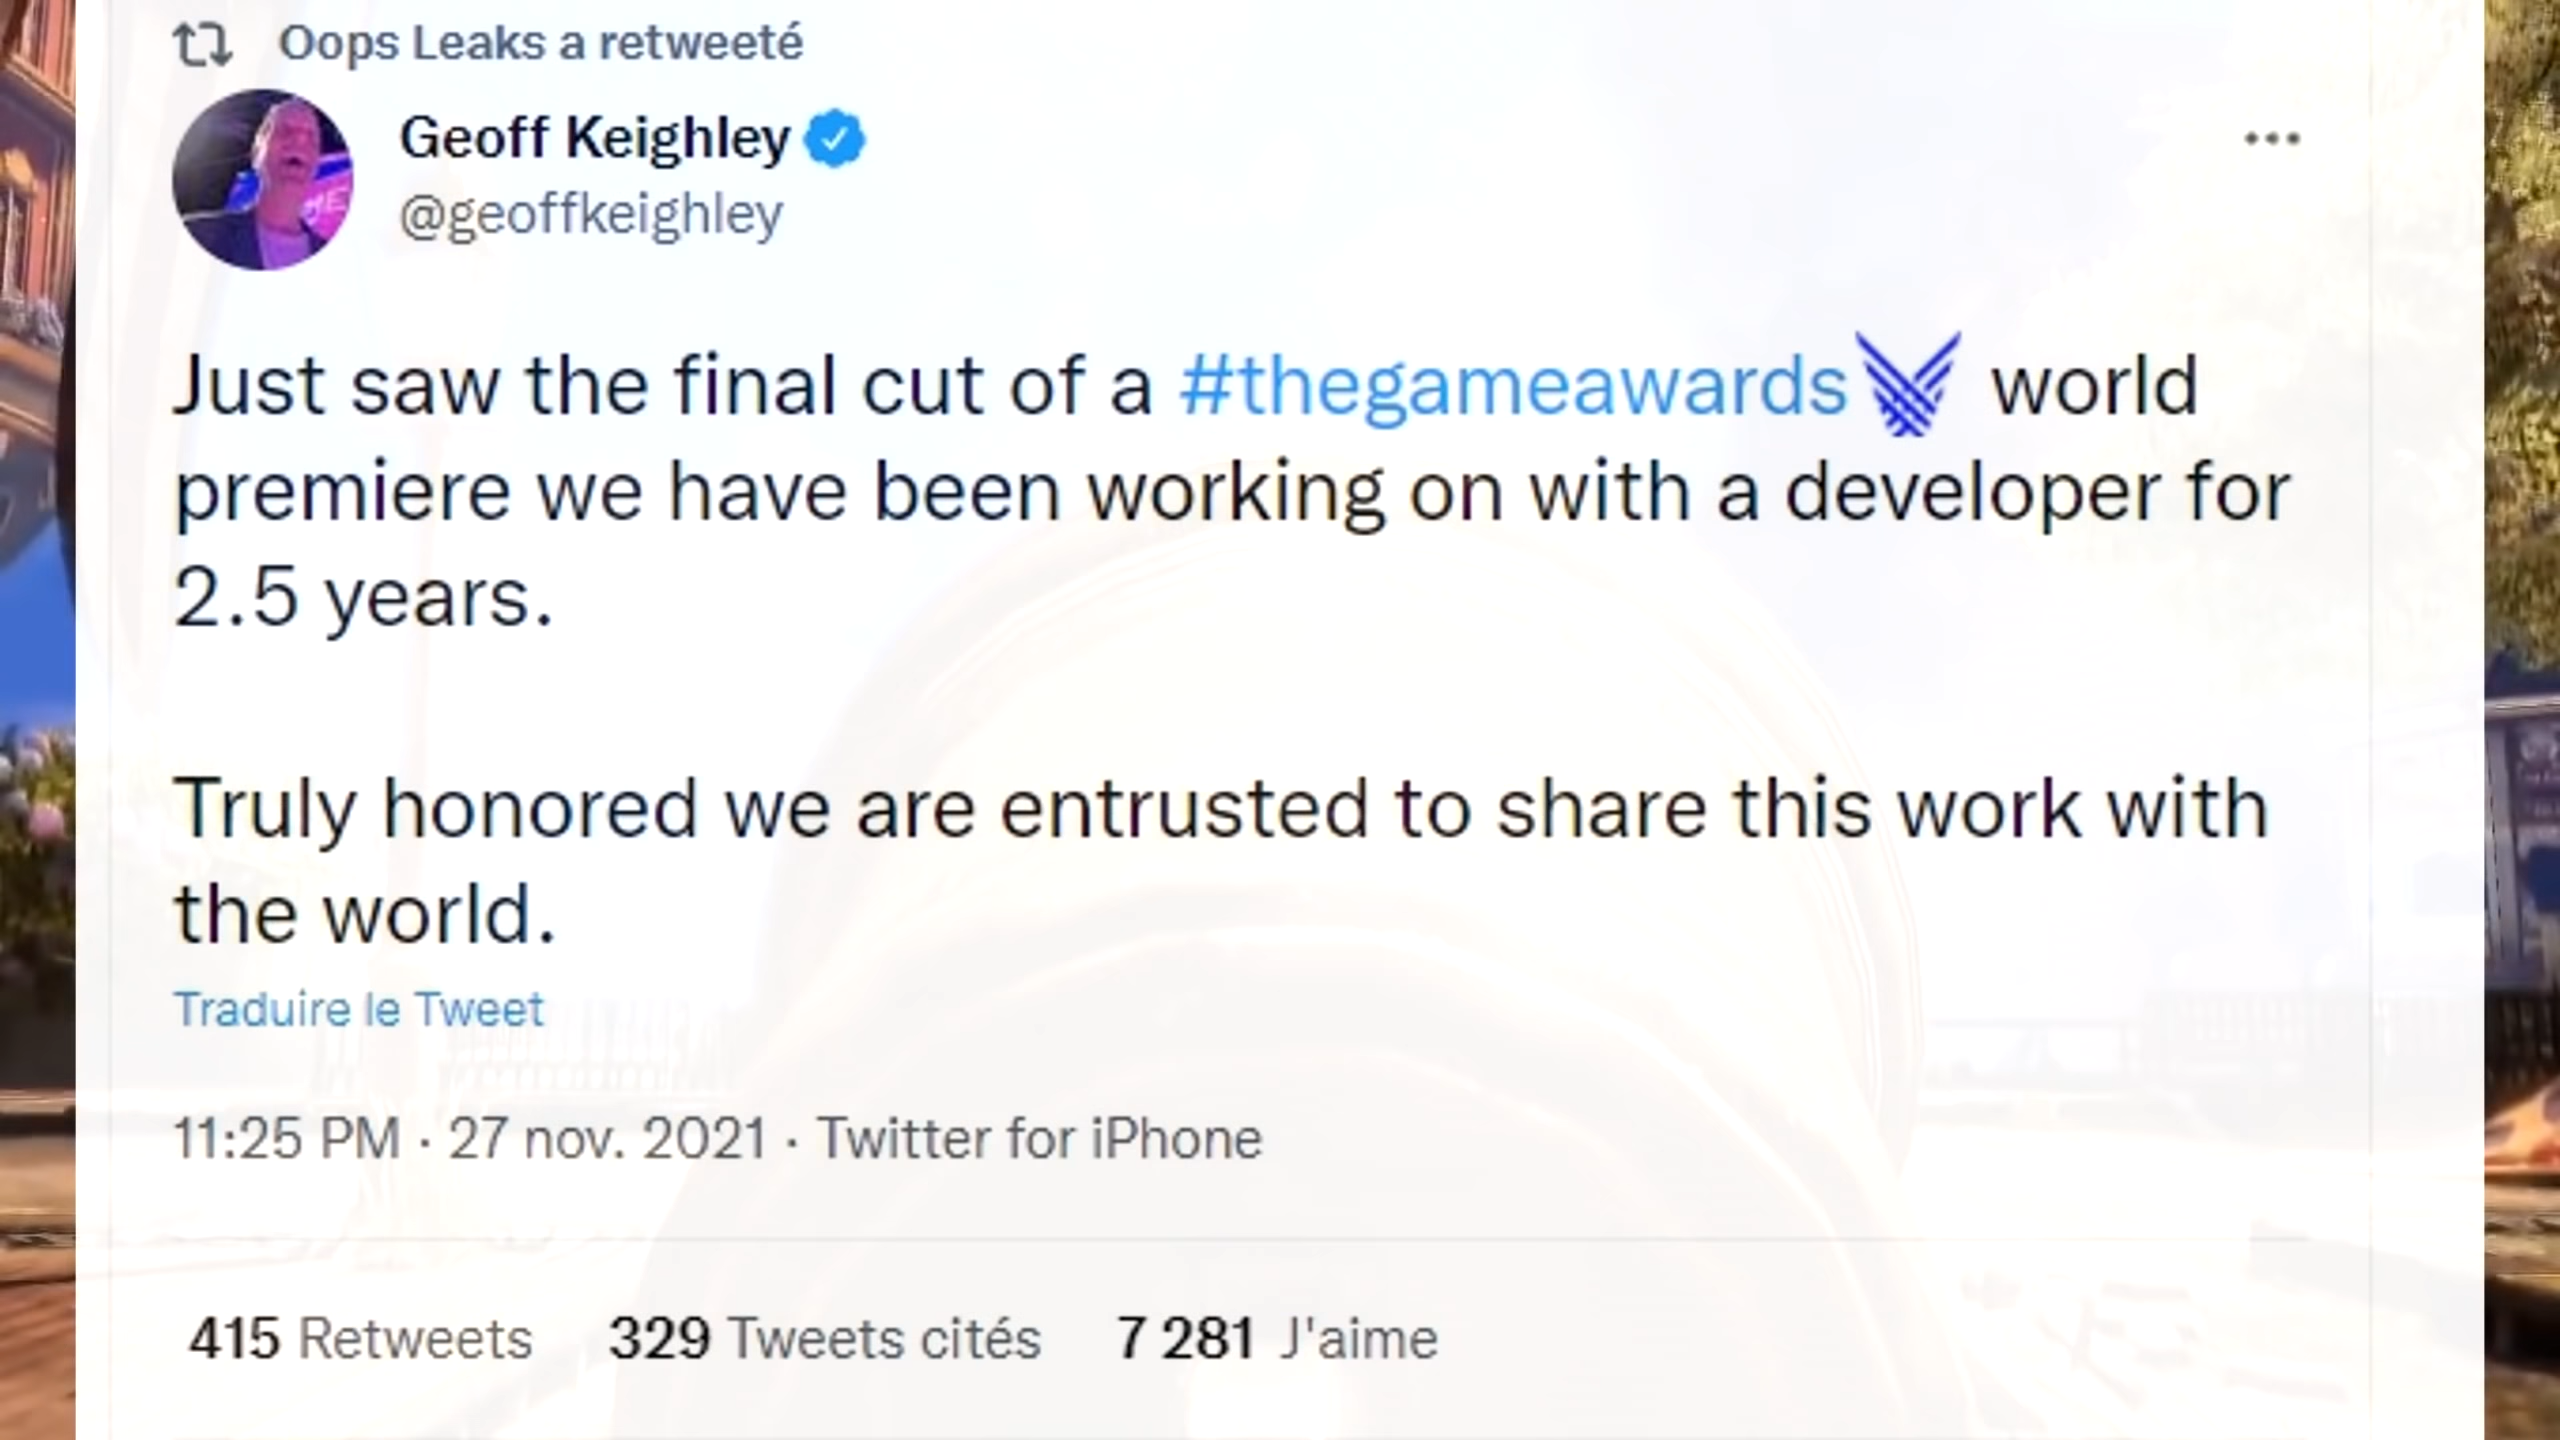 Oops Leaks a retweeté
Geoff Keighley
@geoffkeighley
Just saw the final cut of a #thegameawards world
premiere we have been working on with a developer for
2.5 years.
Truly honored we are entrusted to share this work with
the world.
Traduire le Tweet
11:25 PM · 27 nov. 2021 · Twitter for iPhone
415 Retweets 329 Tweets cités 7 281 J'aime